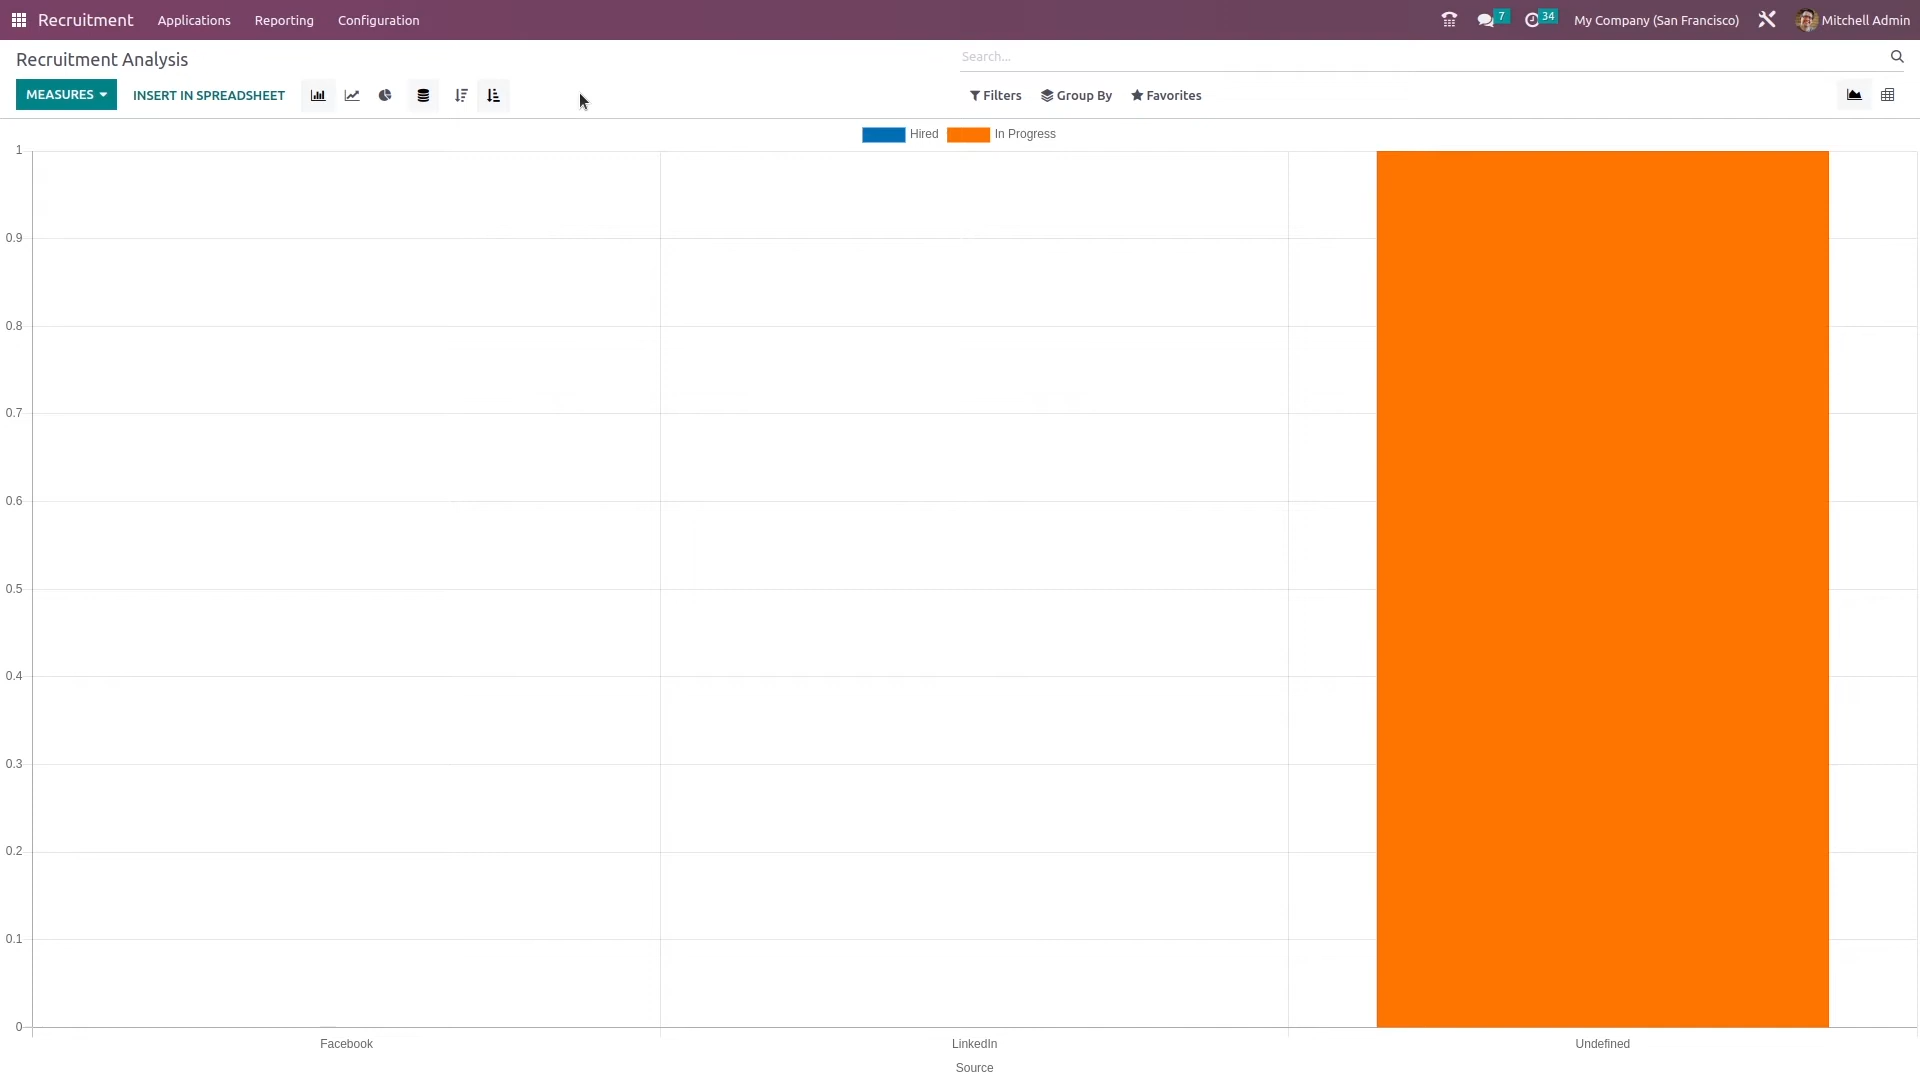 Recruitment Applications Reporting Configuration 7 34 My Company (San Francisco) Mitchell Admin
Recruitment Analysis Search...
MEASURES INSERT IN SPREADSHEET Filters Group By Favorites
Hired In Progress
1
0.9
0.8
0.7
0.6
0.5
0.4
0.3
0.2
0.1
0
Facebook LinkedIn Undefined
Source